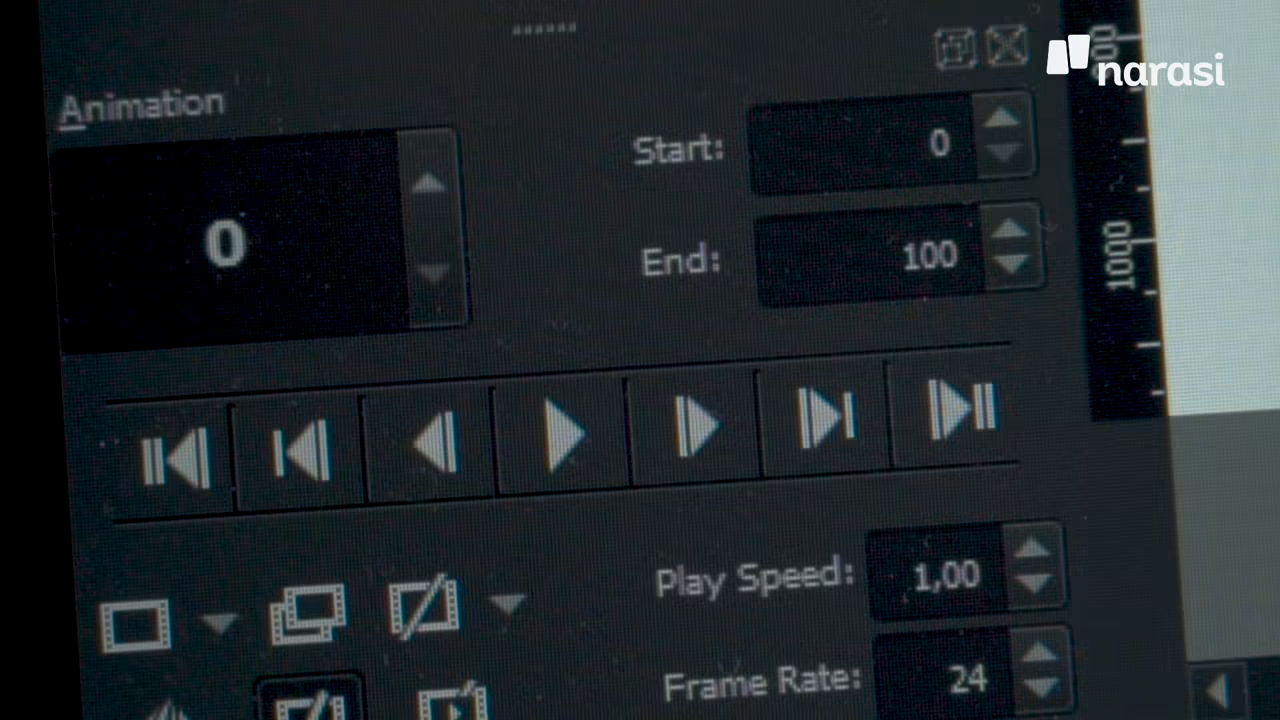 narasi
Animation
0
Start: 0
End: 100
1000
Play Speed: 1,00
Frame Rate: 24